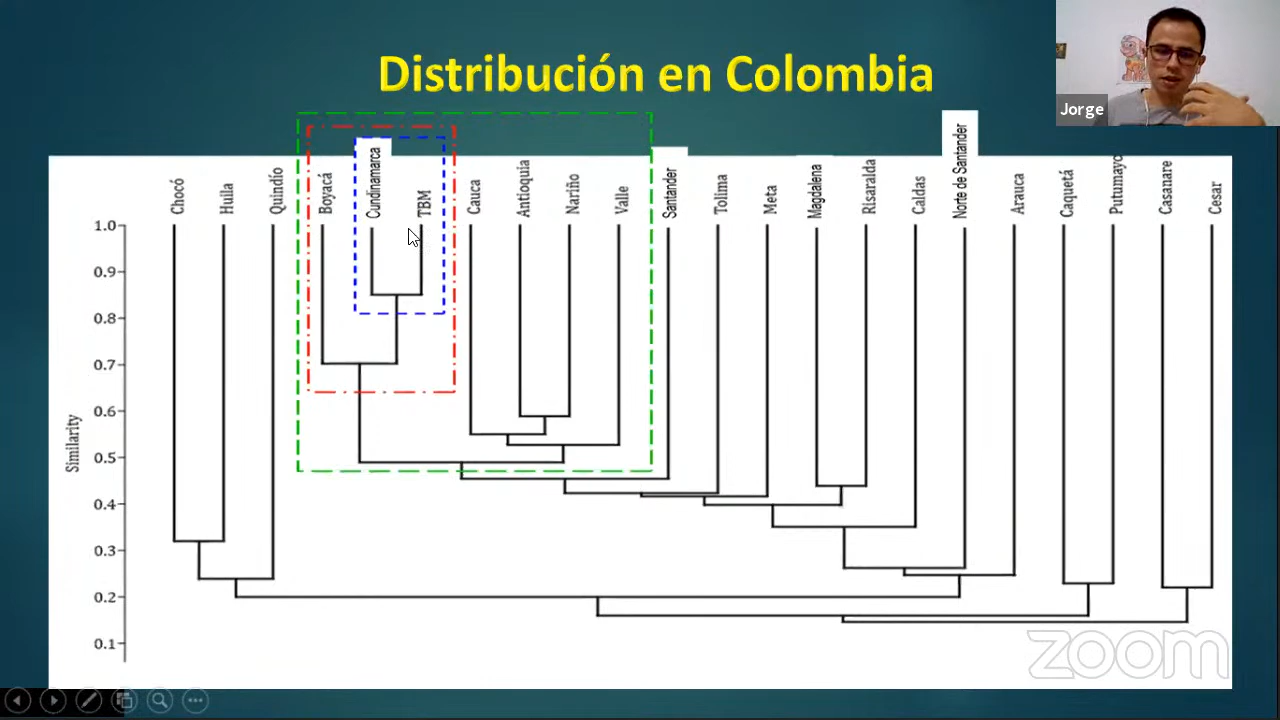 Distribución en Colombia
Jorge
Chocó
Huila
Quindío
Boyacá
Cundinamarca
TBM
Cauca
Antioquia
Nariño
Valle
Santander
Tolima
Meta
Magdalena
Risaralda
Caldas
Norte de Santander
Arauca
Caquetá
Putumayo
Casanare
Cesar
Similarity
1.0
0.9
0.8
0.7
0.6
0.5
0.4
0.3
0.2
0.1
zoom